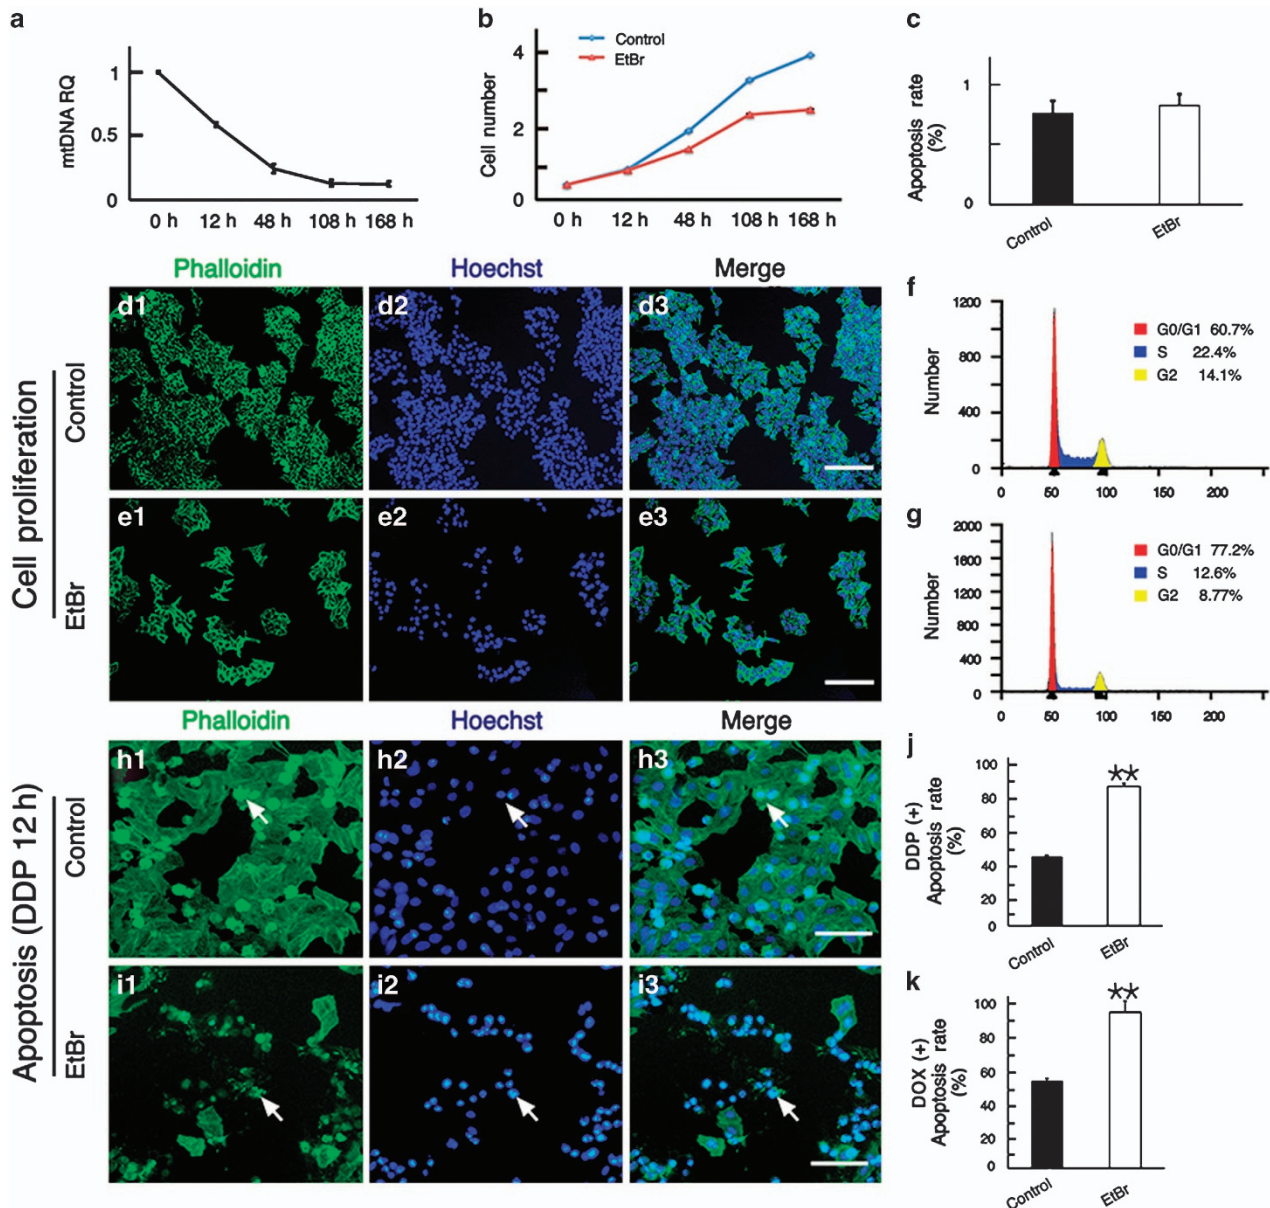 a
mtDNA RQ
1
0.5
0
0 h 12 h 48 h 108 h 168 h
b
Cell number
4
2
0
Control
EtBr
0 h 12 h 48 h 108 h 168 h
c
Apoptosis rate
(%)
1
0
Control EtBr
Phalloidin Hoechst Merge
Cell proliferation
Control
d1 d2 d3
EtBr
e1 e2 e3
f
Number
1200
800
400
0
G0/G1 60.7%
S 22.4%
G2 14.1%
0 50 100 150 200
g
Number
2000
1600
1200
800
400
0
G0/G1 77.2%
S 12.6%
G2 8.77%
0 50 100 150 200
Phalloidin Hoechst Merge
Apoptosis (DDP 12 h)
Control
h1 h2 h3
EtBr
i1 i2 i3
j
DDP (+)
Apoptosis rate
(%)
100
80
60
40
20
0
**
Control EtBr
k
DOX (+)
Apoptosis rate
(%)
100
80
60
40
20
0
**
Control EtBr